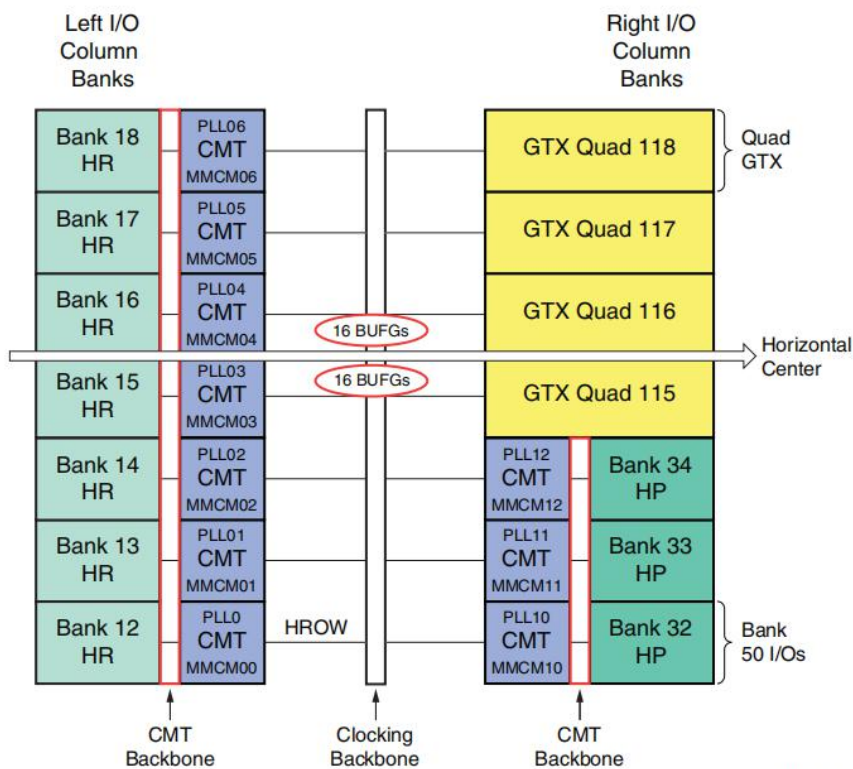 Left I/O
Column
Banks
Right I/O
Column
Banks
Bank 18
HR
PLL06
CMT
MMCM06
GTX Quad 118
Quad
GTX
Bank 17
HR
PLL05
CMT
MMCM05
GTX Quad 117
Bank 16
HR
PLL04
CMT
MMCM04
16 BUFGs
GTX Quad 116
Horizontal
Center
Bank 15
HR
PLL03
CMT
MMCM03
16 BUFGs
GTX Quad 115
Bank 14
HR
PLL02
CMT
MMCM02
PLL12
CMT
MMCM12
Bank 34
HP
Bank 13
HR
PLL01
CMT
MMCM01
PLL11
CMT
MMCM11
Bank 33
HP
Bank 12
HR
PLL0
CMT
MMCM00
HROW
PLL10
CMT
MMCM10
Bank 32
HP
Bank
50 I/Os
CMT
Backbone
Clocking
Backbone
CMT
Backbone